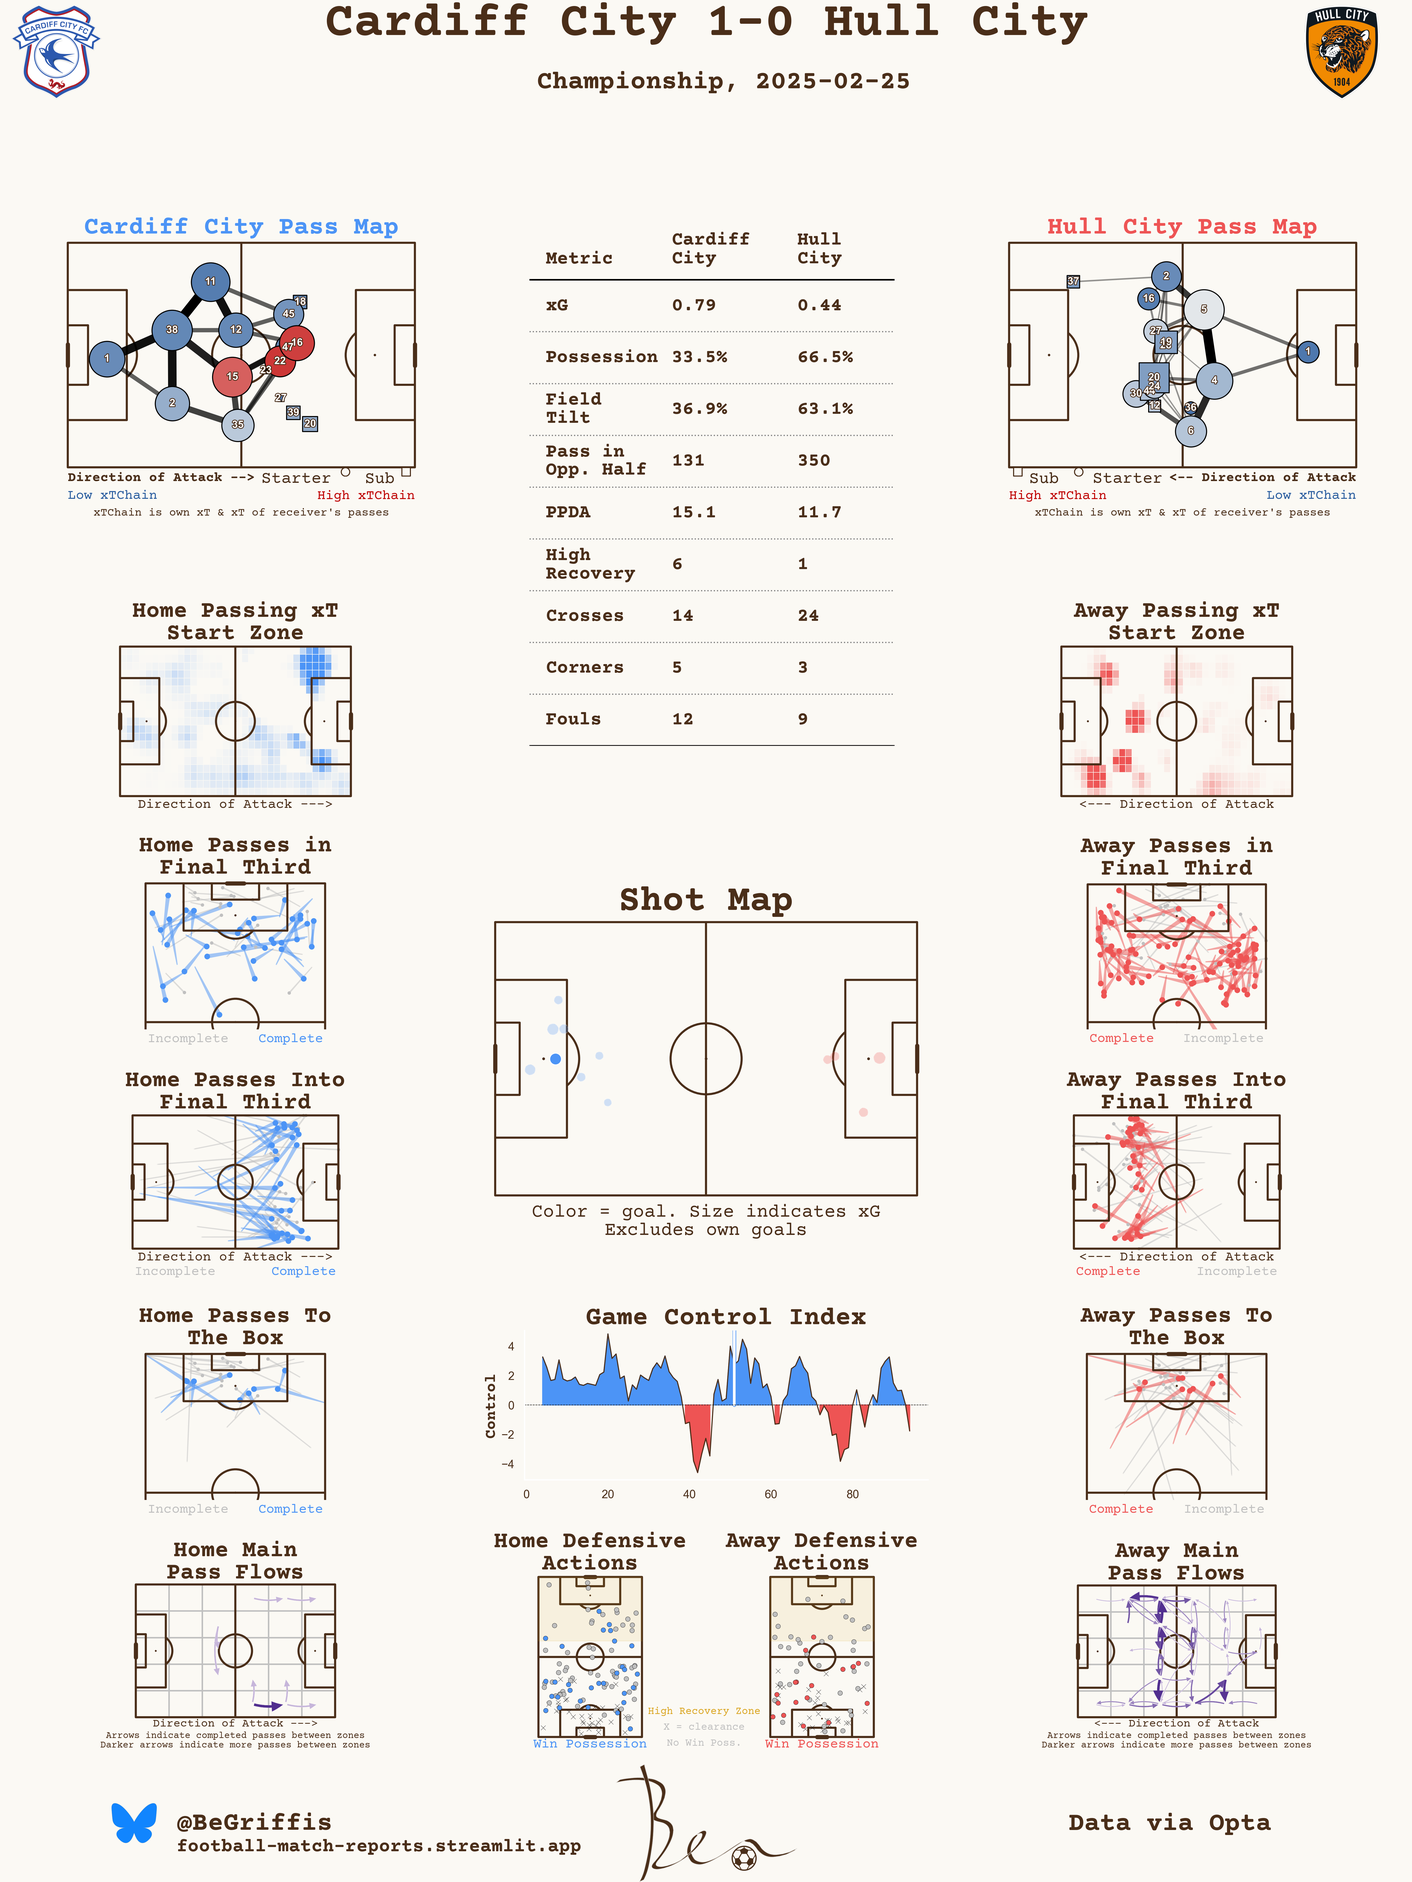 Cardiff City 1-0 Hull City
Championship, 2025-02-25
CARDIFF CITY FC
HULL CITY
1904
Cardiff City Pass Map
11
18
45
38
12
16
47
1
22
23
15
2
27
39
35
20
Direction of Attack --> Starter Sub
Low xTChain High xTChain
xTChain is own xT & xT of receiver's passes
Metric Cardiff City Hull City
xG 0.79 0.44
Possession 33.5% 66.5%
Field Tilt 36.9% 63.1%
Pass in Opp. Half 131 350
PPDA 15.1 11.7
High Recovery 6 1
Crosses 14 24
Corners 5 3
Fouls 12 9
Hull City Pass Map
37
2
16
5
27
19
1
20
4
24
30
12
36
6
Sub Starter <-- Direction of Attack
High xTChain Low xTChain
xTChain is own xT & xT of receiver's passes
Home Passing xT
Start Zone
Direction of Attack --->
Home Passes in
Final Third
Incomplete Complete
Home Passes Into
Final Third
Direction of Attack --->
Incomplete Complete
Home Passes To
The Box
Incomplete Complete
Home Main
Pass Flows
Direction of Attack --->
Arrows indicate completed passes between zones
Darker arrows indicate more passes between zones
Shot Map
Color = goal. Size indicates xG
Excludes own goals
Game Control Index
Control
4
2
0
−2
−4
0 20 40 60 80
Home Defensive
Actions
Win Possession
Away Defensive
Actions
Win Possession
High Recovery Zone
X = clearance
No Win Poss.
Away Passing xT
Start Zone
<--- Direction of Attack
Away Passes in
Final Third
Complete Incomplete
Away Passes Into
Final Third
<--- Direction of Attack
Complete Incomplete
Away Passes To
The Box
Complete Incomplete
Away Main
Pass Flows
<--- Direction of Attack
Arrows indicate completed passes between zones
Darker arrows indicate more passes between zones
@BeGriffis
football-match-reports.streamlit.app
Ben
Data via Opta